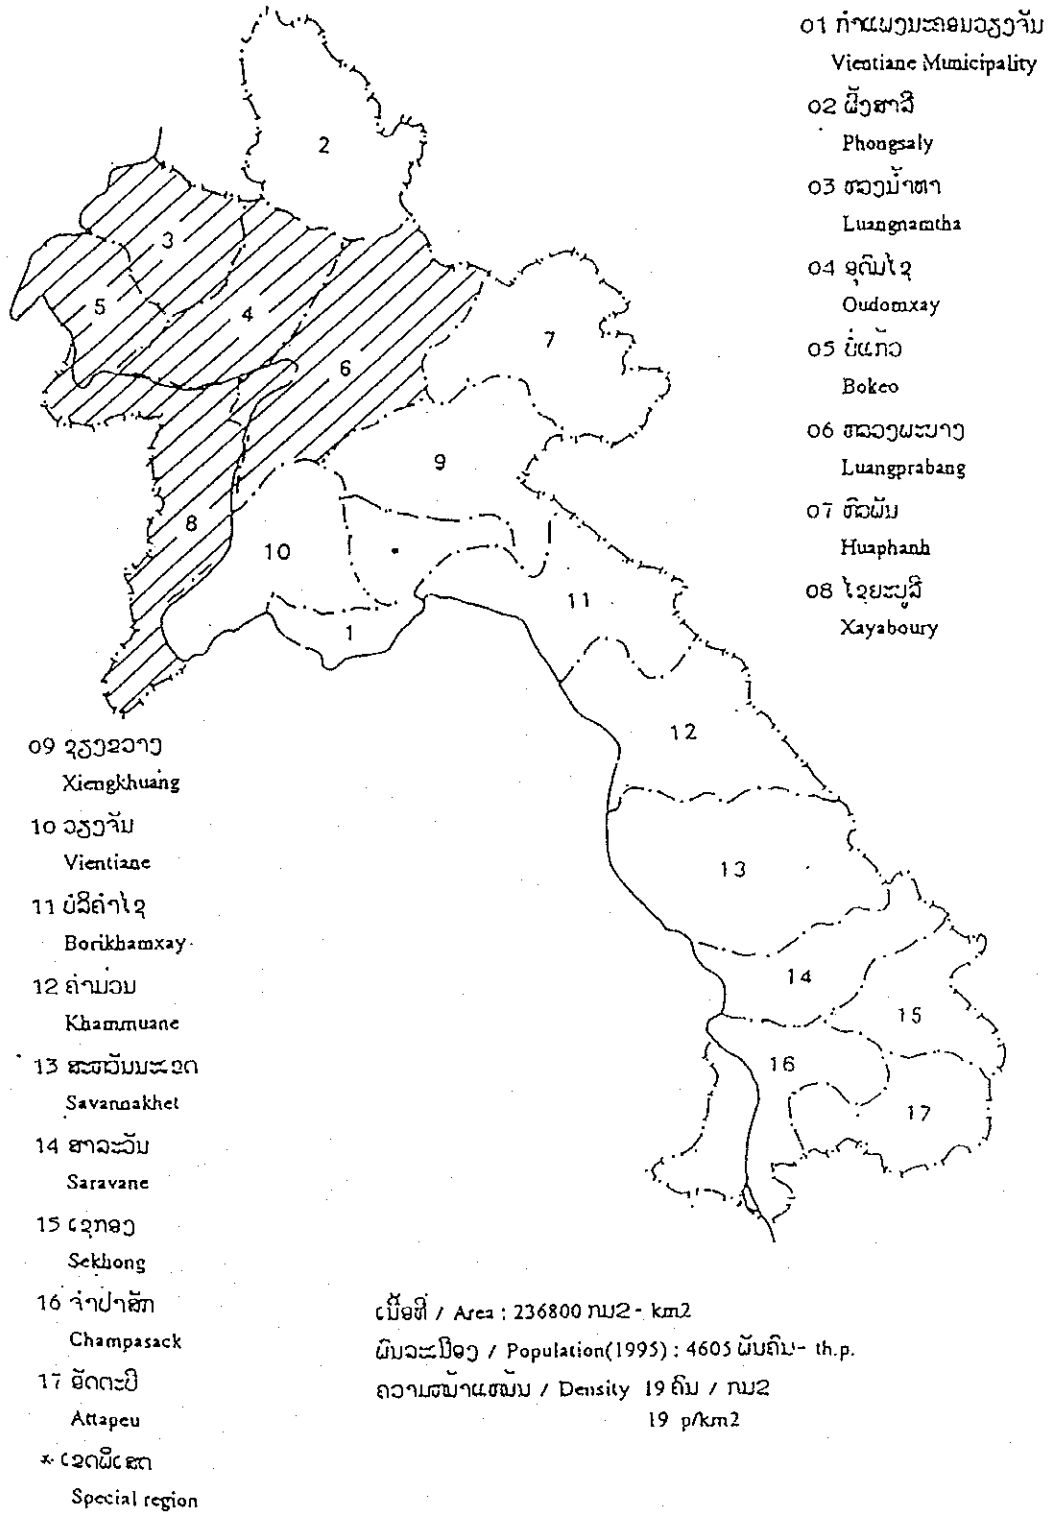 01 ກຳແພງນະຄອນວຽງຈັນ
Vientiane Municipality
02 ຜົ້ງສາລີ
Phongsaly
03 ຫລວງນ້ຳທາ
Luangnamtha
04 ອຸດົມໄຊ
Oudomxay
05 ບໍ່ແກ້ວ
Bokeo
06 ຫລວງພະບາງ
Luangprabang
07 ຫົວພັນ
Huaphanh
08 ໄຊຍະບູລີ
Xayaboury
2
3
5
4
6
7
9
8
10
11
1
12
13
14
15
16
17
09 ຊຽງຂວາງ
Xiengkhuang
10 ວຽງຈັນ
Vientiane
11 ບໍລິຄຳໄຊ
Borikhamxay
12 ຄຳມ່ວນ
Khammuane
13 ສະຫວັນນະເຂດ
Savannakhet
14 ສາລະວັນ
Saravane
15 ເຊກອງ
Sekhong
16 ຈຳປາສັກ
Champasack
17 ອັດຕະປື
Attapeu
* ເຂດພິເສດ
Special region
ເນື້ອທີ່ / Area : 236800 ກມ2 - km2
ພົນລະເມືອງ / Population(1995) : 4605 ພັນຄົນ- th.p.
ຄວາມໜາແໜ້ນ / Density 19 ຄົນ / ກມ2
19 p/km2